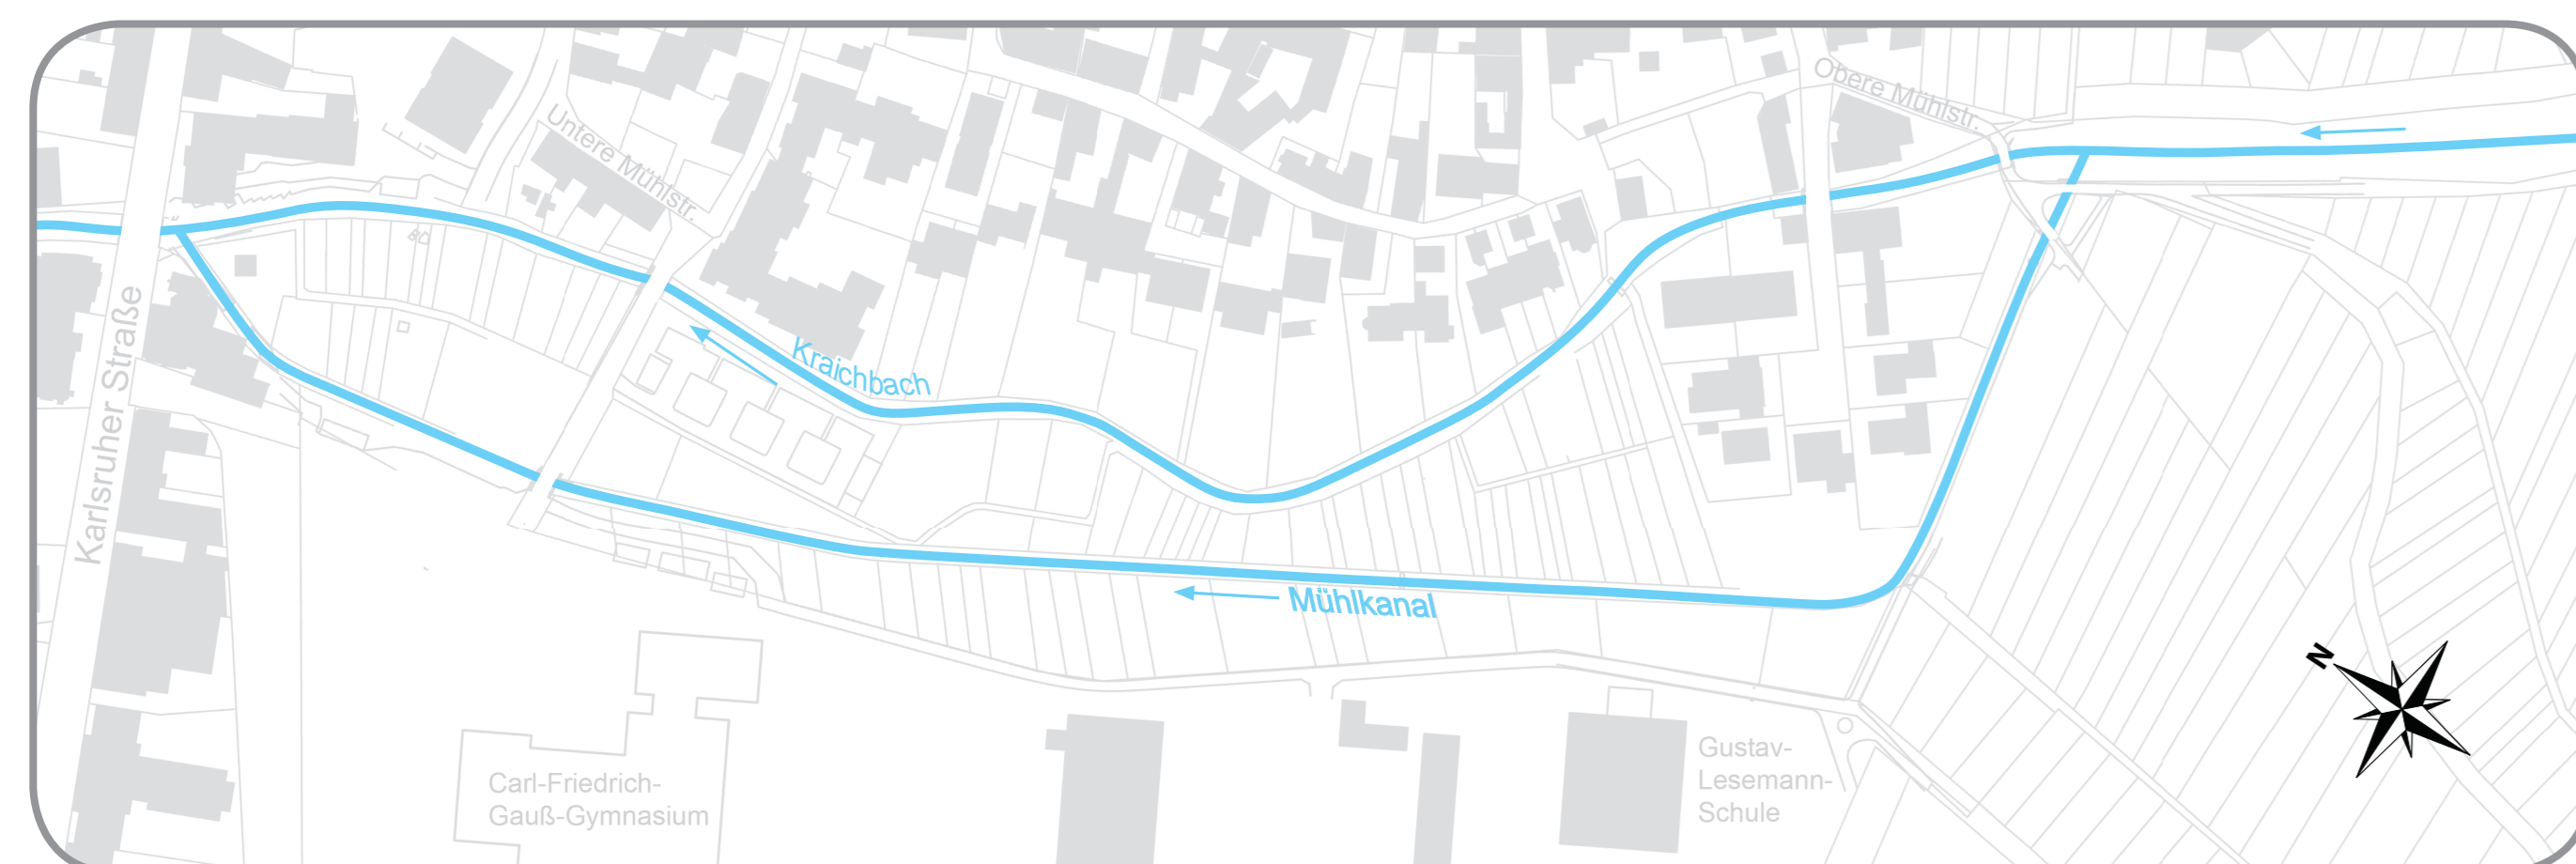 Obere Mühlstr.
Untere Mühlstr.
Karlsruher Straße
Kraichbach
Mühlkanal
N
Carl-Friedrich-
Gauß-Gymnasium
Gustav-
Lesemann-
Schule